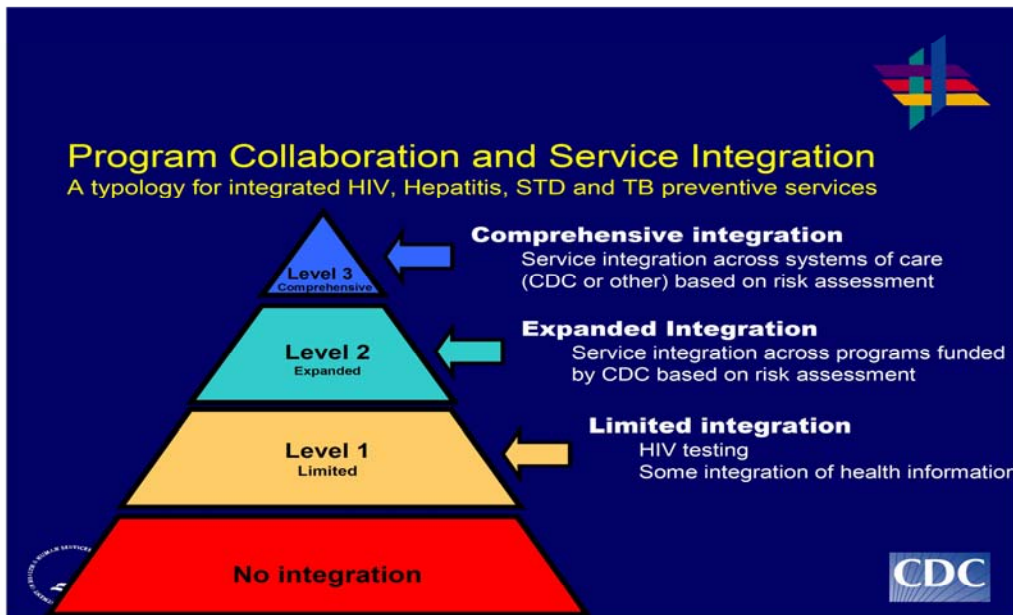 Program Collaboration and Service Integration
A typology for integrated HIV, Hepatitis, STD and TB preventive services
Level 3
Comprehensive
Comprehensive integration
Service integration across systems of care
(CDC or other) based on risk assessment
Level 2
Expanded
Expanded Integration
Service integration across programs funded
by CDC based on risk assessment
Level 1
Limited
Limited integration
HIV testing
Some integration of health information
No integration
CDC